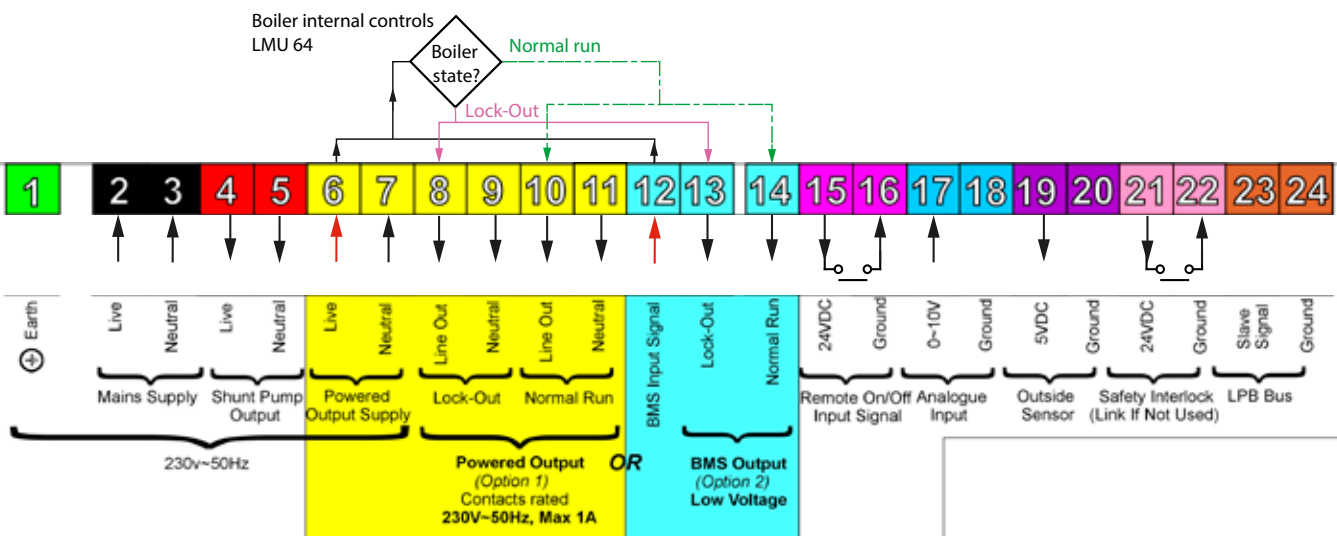 Boiler internal controls
LMU 64
Boiler
state?
Normal run
Lock-Out
1 2 3 4 5 6 7 8 9 10 11 12 13 14 15 16 17 18 19 20 21 22 23 24
Earth
Live
Neutral
Live
Neutral
Live
Neutral
Line Out
Neutral
Line Out
Neutral
BMS Input Signal
Lock-Out
Normal Run
24VDC
Ground
0~10V
Ground
5VDC
Ground
24VDC
Ground
Slave
Signal
Ground
Mains Supply
Shunt Pump
Output
Powered
Output Supply
Lock-Out
Normal Run
Remote On/Off
Input Signal
Analogue
Input
Outside
Sensor
Safety Interlock
(Link If Not Used)
LPB Bus
230v~50Hz
Powered Output
(Option 1)
Contacts rated
230V~50Hz, Max 1A
OR
BMS Output
(Option 2)
Low Voltage